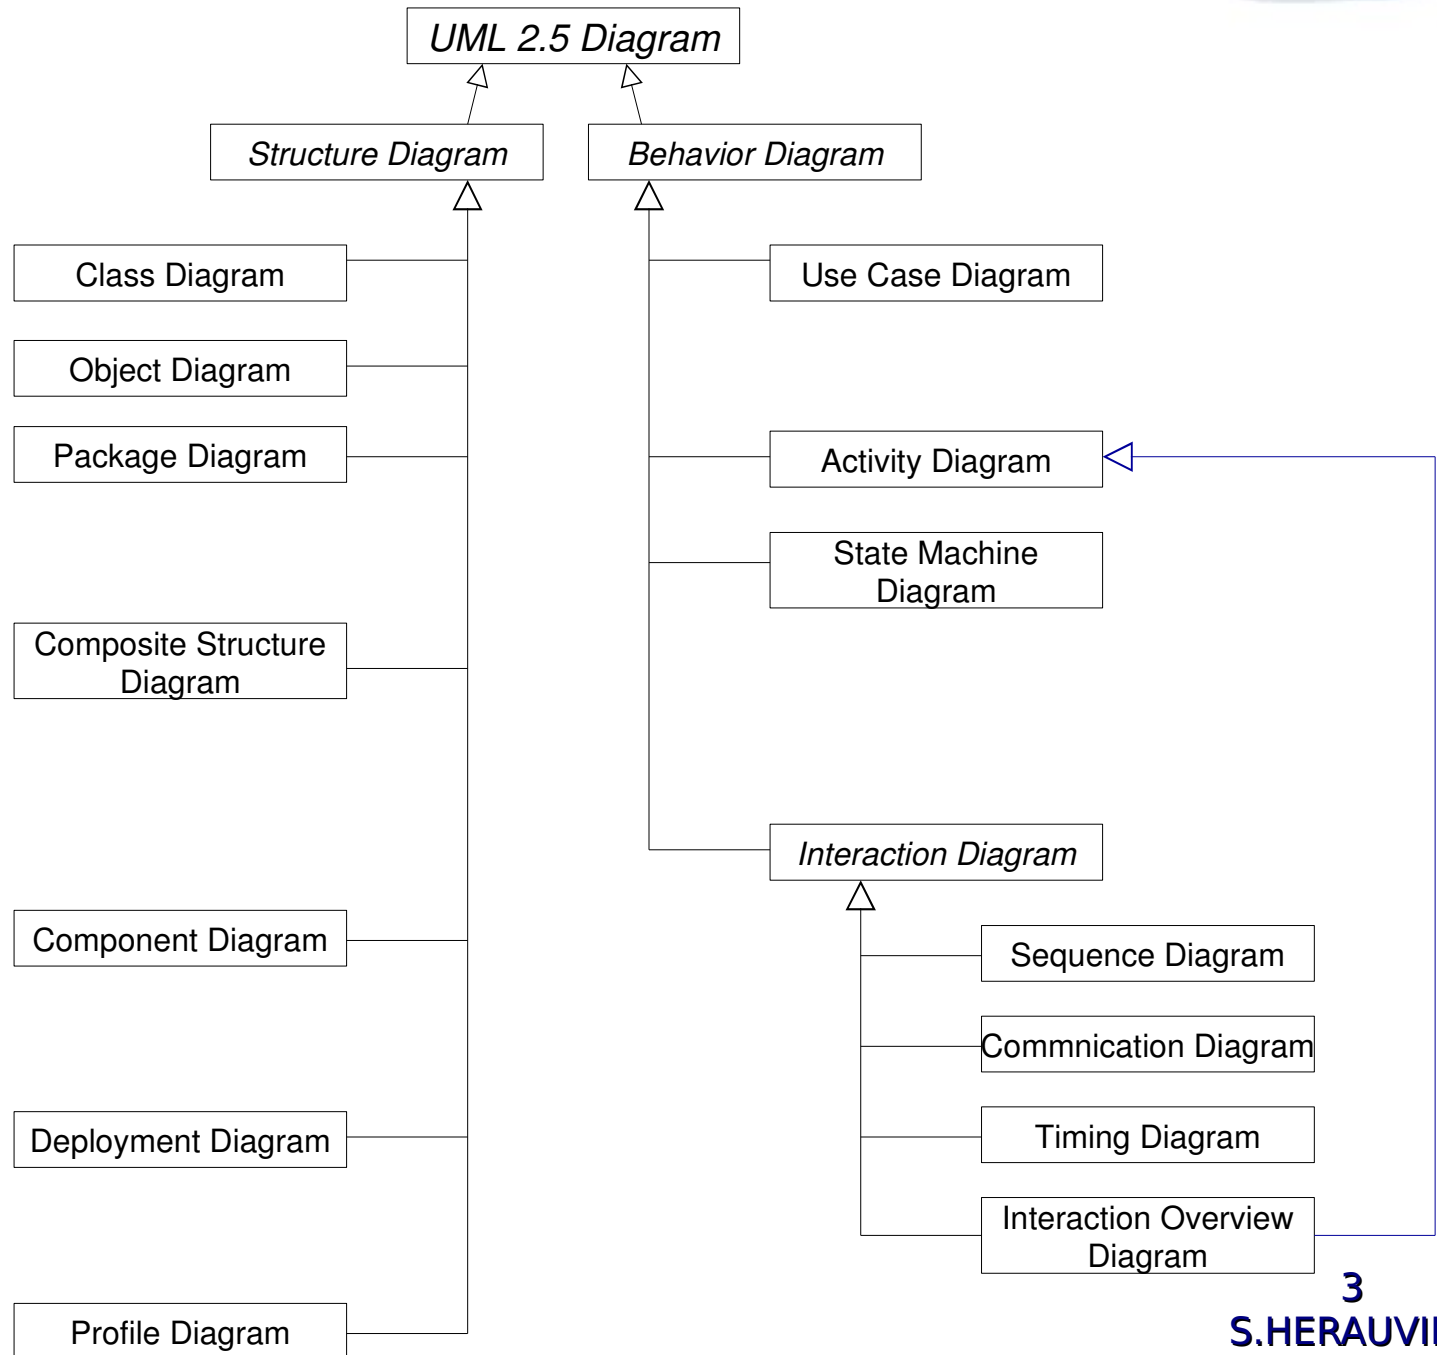 UML 2.5 Diagram
Structure Diagram
Behavior Diagram
Class Diagram
Use Case Diagram
Object Diagram
Package Diagram
Activity Diagram
State Machine
Diagram
Composite Structure
Diagram
Interaction Diagram
Component Diagram
Sequence Diagram
Commnication Diagram
Deployment Diagram
Timing Diagram
Interaction Overview
Diagram
Profile Diagram
3